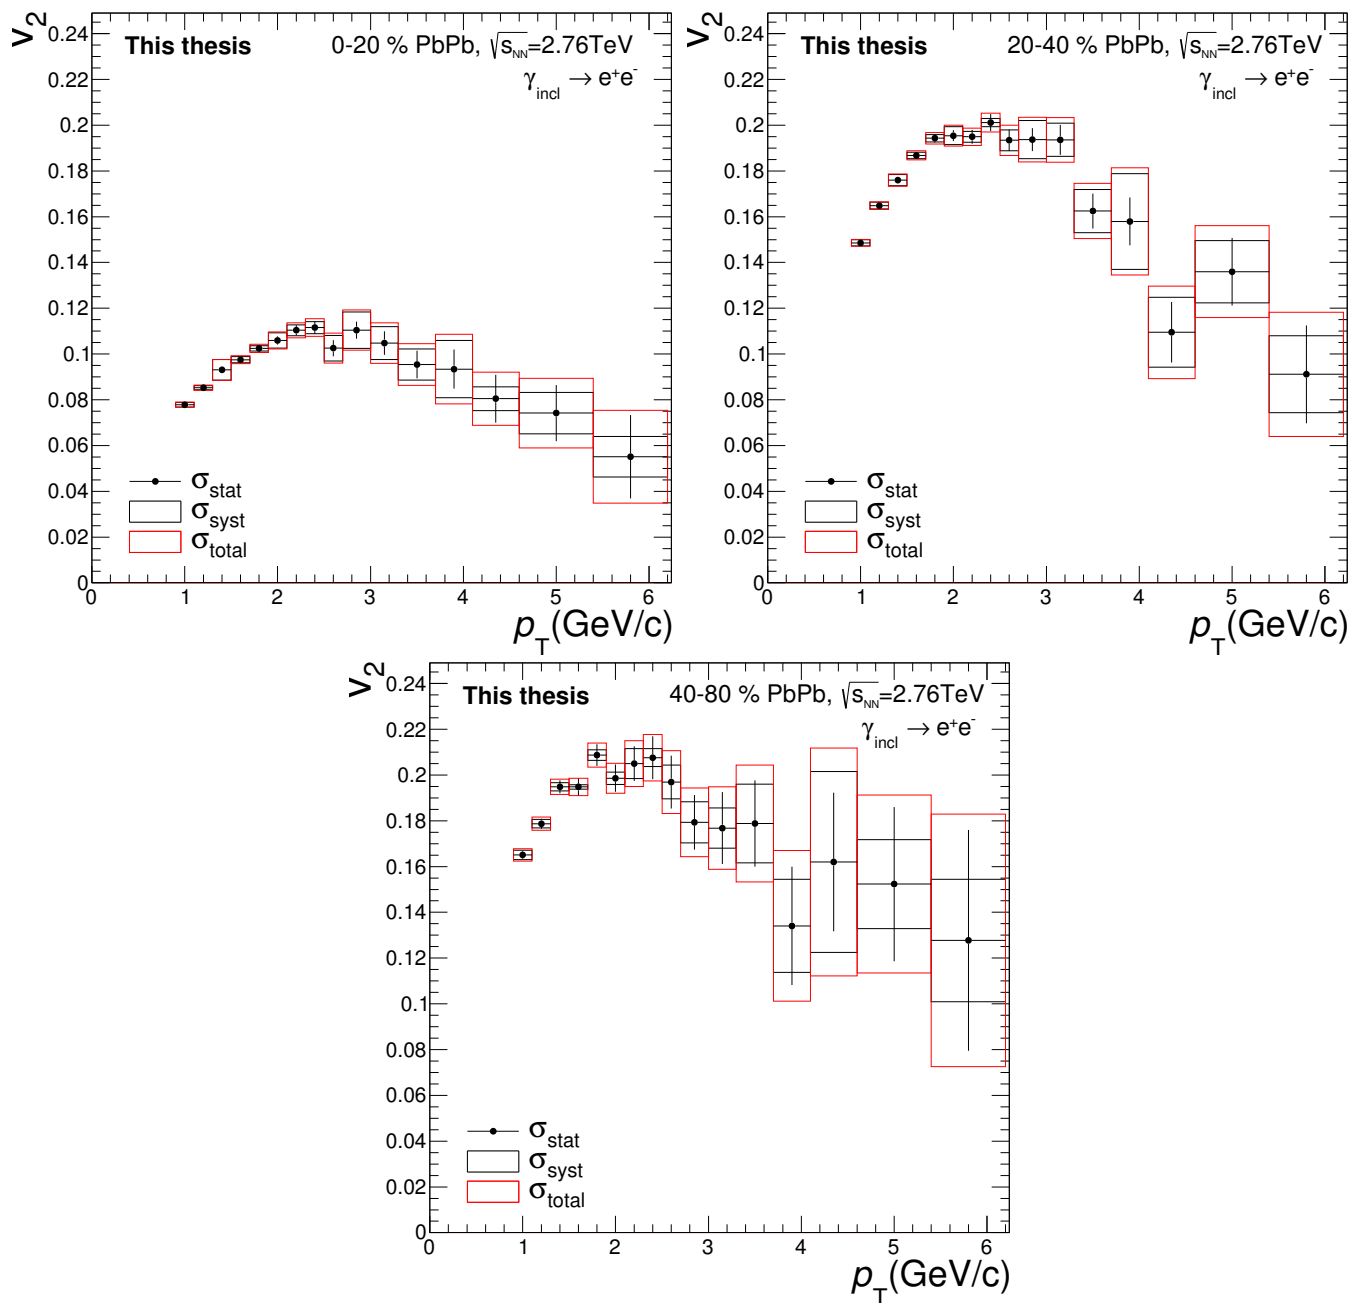 v2
This thesis 0-20 % PbPb, √sNN=2.76TeV
γincl → e+e-
0.24
0.22
0.2
0.18
0.16
0.14
0.12
0.1
0.08
0.06
0.04
0.02
0
σstat
σsyst
σtotal
0 1 2 3 4 5 6
pT(GeV/c)
v2
This thesis 20-40 % PbPb, √sNN=2.76TeV
γincl → e+e-
0.24
0.22
0.2
0.18
0.16
0.14
0.12
0.1
0.08
0.06
0.04
0.02
0
σstat
σsyst
σtotal
0 1 2 3 4 5 6
pT(GeV/c)
v2
This thesis 40-80 % PbPb, √sNN=2.76TeV
γincl → e+e-
0.24
0.22
0.2
0.18
0.16
0.14
0.12
0.1
0.08
0.06
0.04
0.02
0
σstat
σsyst
σtotal
0 1 2 3 4 5 6
pT(GeV/c)